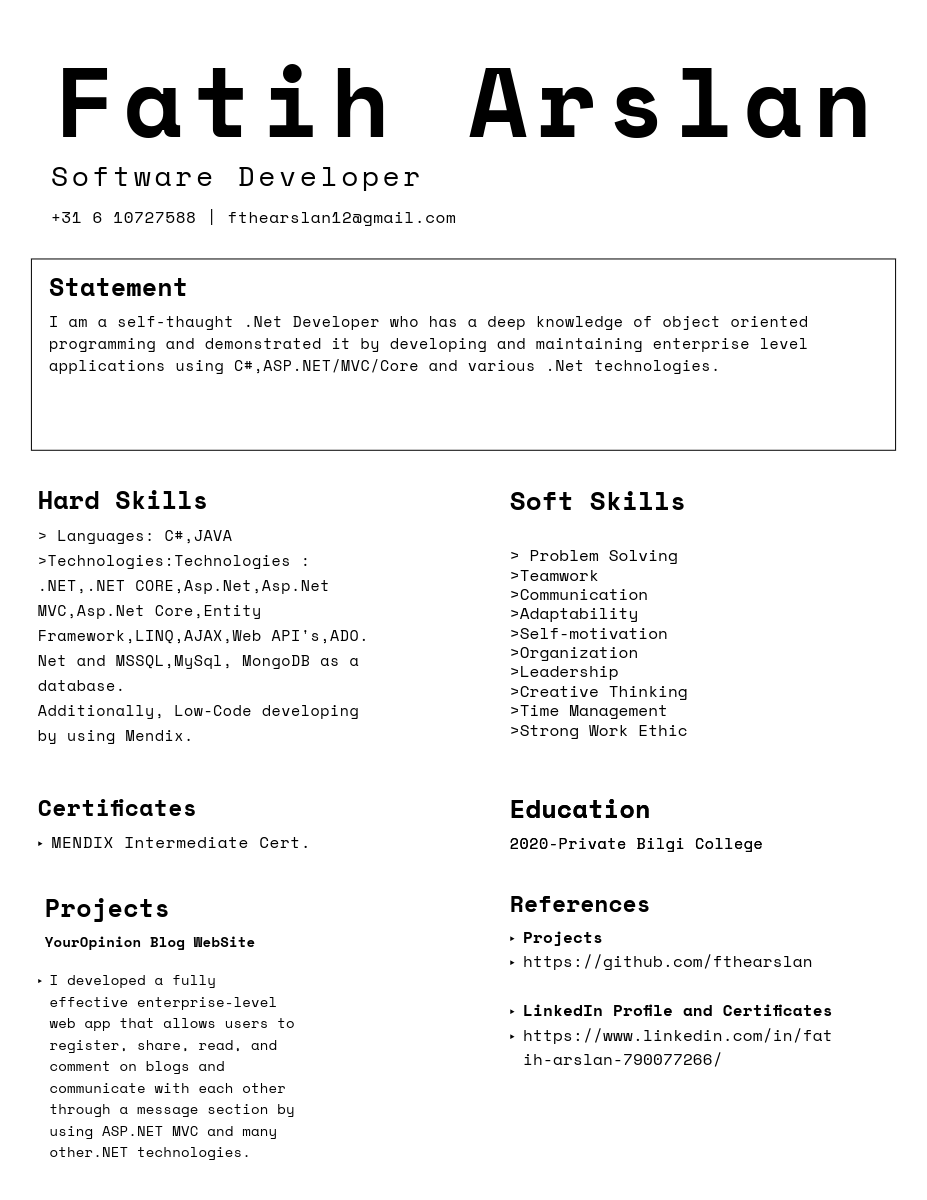 Fatih Arslan
Software Developer
+31 6 10727588 | fthearslan12@gmail.com
Statement
I am a self-thaught .Net Developer who has a deep knowledge of object oriented
programming and demonstrated it by developing and maintaining enterprise level
applications using C#,ASP.NET/MVC/Core and various .Net technologies.
Hard Skills
> Languages: C#,JAVA
>Technologies:Technologies :
.NET,.NET CORE,Asp.Net,Asp.Net
MVC,Asp.Net Core,Entity
Framework,LINQ,AJAX,Web API's,ADO.
Net and MSSQL,MySql, MongoDB as a
database.
Additionally, Low-Code developing
by using Mendix.
Soft Skills
> Problem Solving
>Teamwork
>Communication
>Adaptability
>Self-motivation
>Organization
>Leadership
>Creative Thinking
>Time Management
>Strong Work Ethic
Certificates
▸ MENDIX Intermediate Cert.
Education
2020-Private Bilgi College
Projects
YourOpinion Blog WebSite
▸ I developed a fully
effective enterprise-level
web app that allows users to
register, share, read, and
comment on blogs and
communicate with each other
through a message section by
using ASP.NET MVC and many
other.NET technologies.
References
▸ Projects
▸ https://github.com/fthearslan
▸ LinkedIn Profile and Certificates
▸ https://www.linkedin.com/in/fat
ih-arslan-790077266/